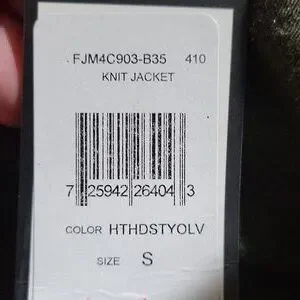 FJM4C903-B35 410
KNIT JACKET
7 25942 26404 3
COLOR HTHDSTYOLV
SIZE S